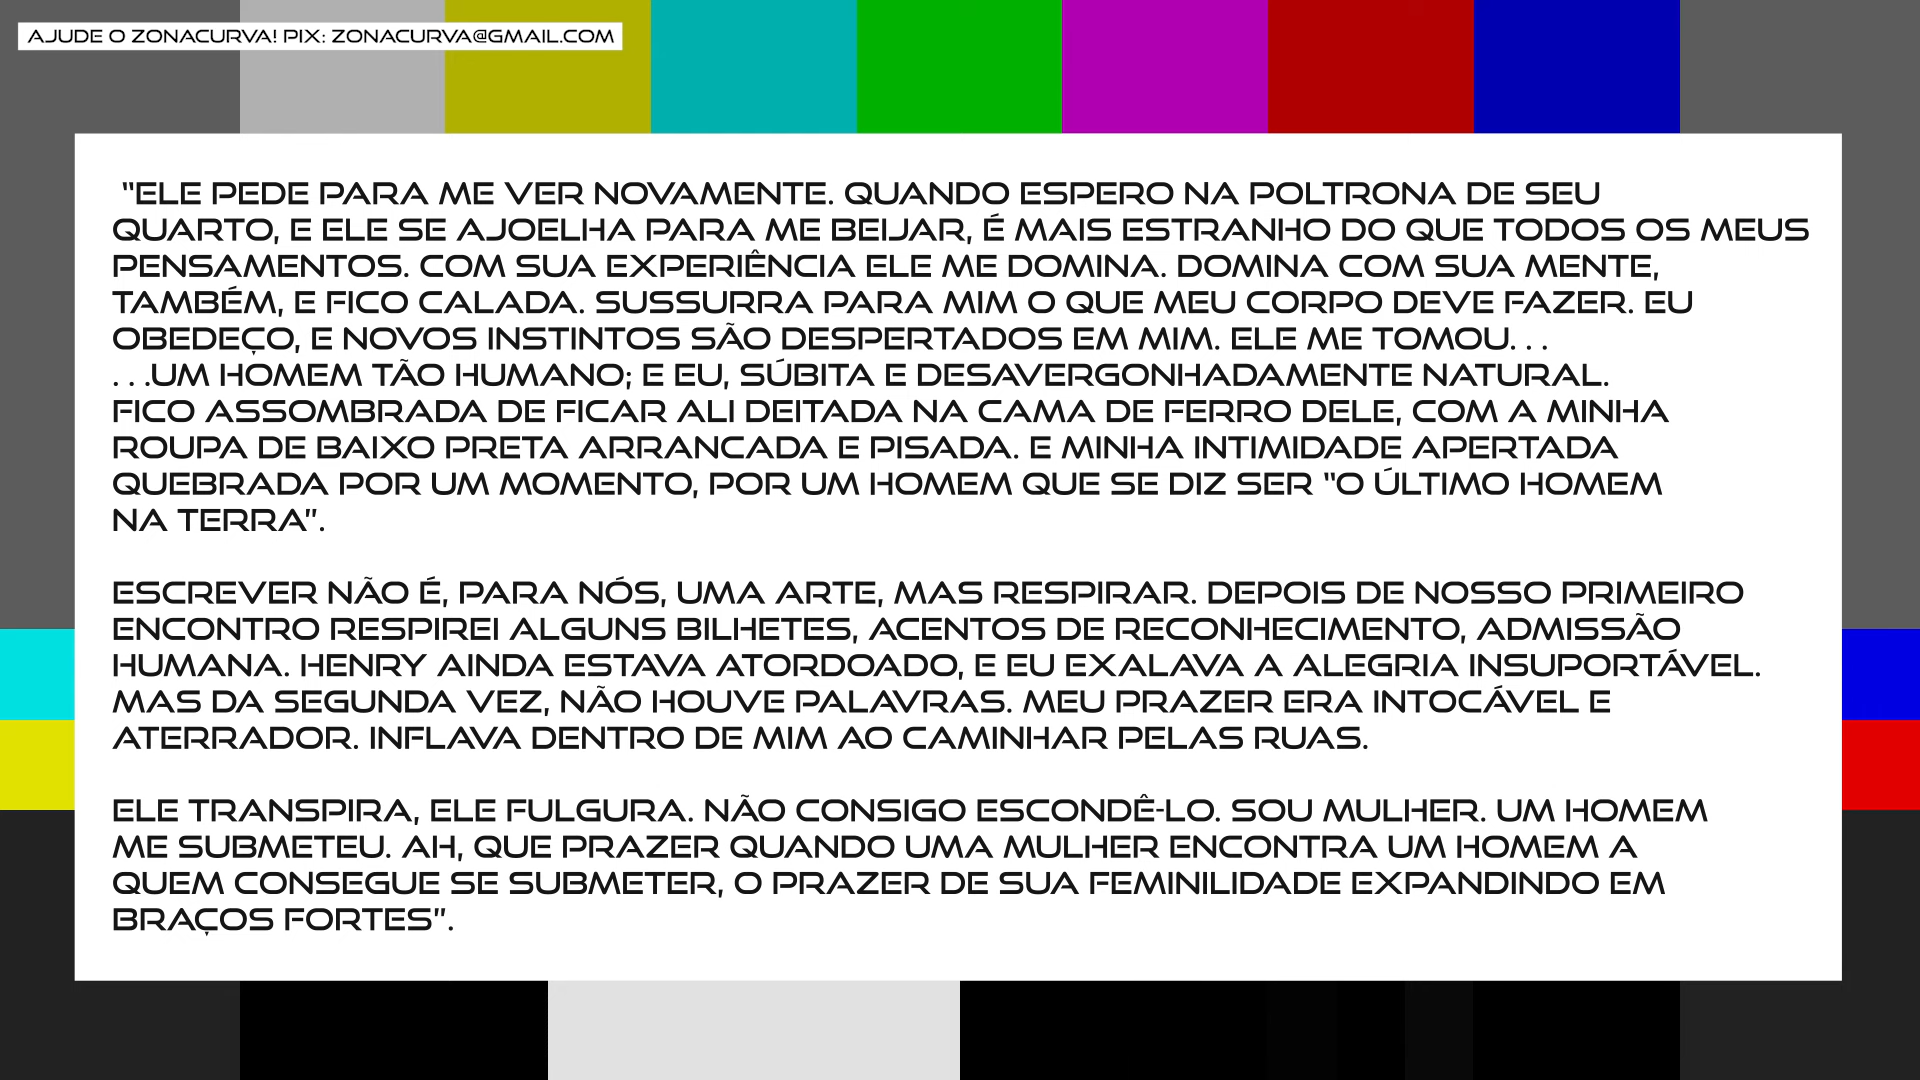 AJUDE O ZONACURVA! PIX: ZONACURVA@GMAIL.COM
"ELE PEDE PARA ME VER NOVAMENTE. QUANDO ESPERO NA POLTRONA DE SEU
QUARTO, E ELE SE AJOELHA PARA ME BEIJAR, É MAIS ESTRANHO DO QUE TODOS OS MEUS
PENSAMENTOS. COM SUA EXPERIÊNCIA ELE ME DOMINA. DOMINA COM SUA MENTE,
TAMBÉM, E FICO CALADA. SUSSURRA PARA MIM O QUE MEU CORPO DEVE FAZER. EU
OBEDEÇO, E NOVOS INSTINTOS SÃO DESPERTADOS EM MIM. ELE ME TOMOU. . .
. . .UM HOMEM TÃO HUMANO; E EU, SÚBITA E DESAVERGONHADAMENTE NATURAL.
FICO ASSOMBRADA DE FICAR ALI DEITADA NA CAMA DE FERRO DELE, COM A MINHA
ROUPA DE BAIXO PRETA ARRANCADA E PISADA. E MINHA INTIMIDADE APERTADA
QUEBRADA POR UM MOMENTO, POR UM HOMEM QUE SE DIZ SER "O ÚLTIMO HOMEM
NA TERRA".
ESCREVER NÃO É, PARA NÓS, UMA ARTE, MAS RESPIRAR. DEPOIS DE NOSSO PRIMEIRO
ENCONTRO RESPIREI ALGUNS BILHETES, ACENTOS DE RECONHECIMENTO, ADMISSÃO
HUMANA. HENRY AINDA ESTAVA ATORDOADO, E EU EXALAVA A ALEGRIA INSUPORTÁVEL.
MAS DA SEGUNDA VEZ, NÃO HOUVE PALAVRAS. MEU PRAZER ERA INTOCÁVEL E
ATERRADOR. INFLAVA DENTRO DE MIM AO CAMINHAR PELAS RUAS.
ELE TRANSPIRA, ELE FULGURA. NÃO CONSIGO ESCONDÊ-LO. SOU MULHER. UM HOMEM
ME SUBMETEU. AH, QUE PRAZER QUANDO UMA MULHER ENCONTRA UM HOMEM A
QUEM CONSEGUE SE SUBMETER, O PRAZER DE SUA FEMINILIDADE EXPANDINDO EM
BRAÇOS FORTES".